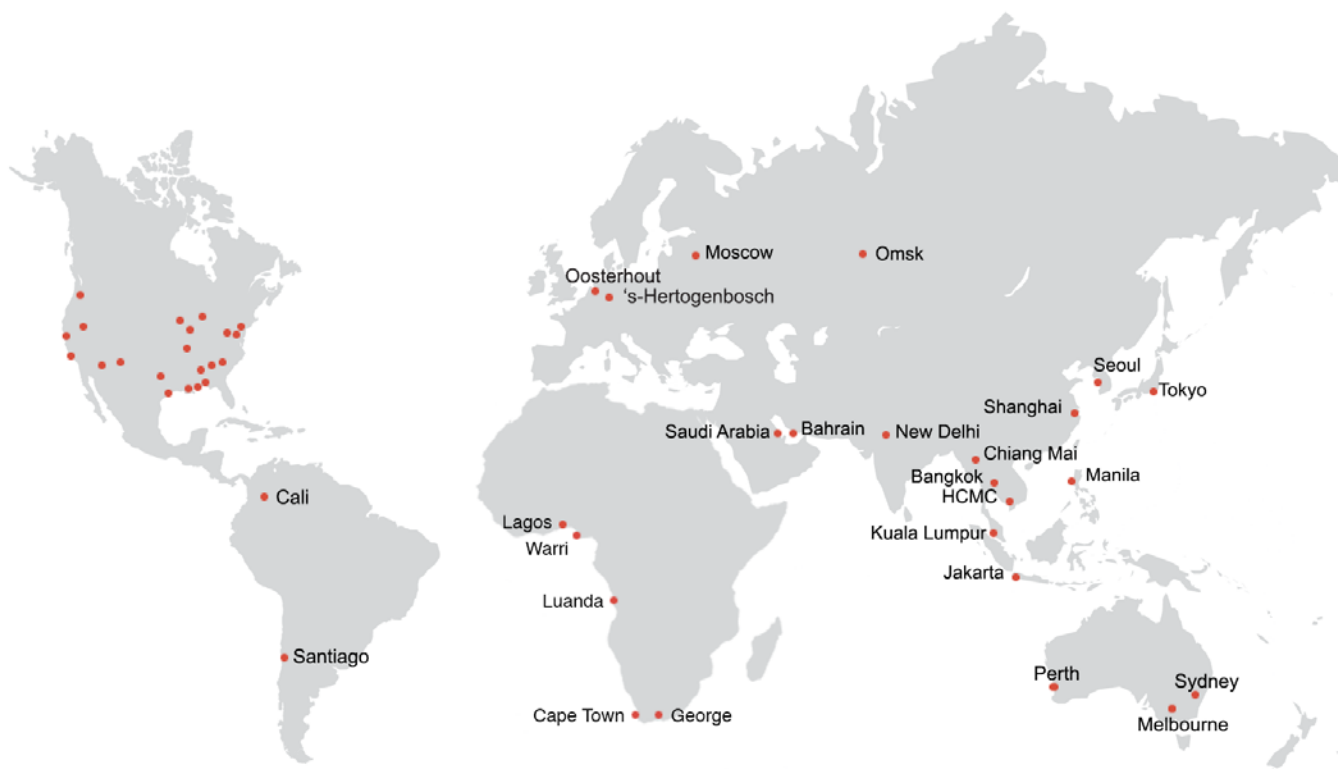 Moscow
Omsk
Oosterhout
‘s-Hertogenbosch
Seoul
Tokyo
Shanghai
Saudi Arabia
Bahrain
New Delhi
Chiang Mai
Bangkok
Manila
HCMC
Cali
Lagos
Warri
Kuala Lumpur
Jakarta
Luanda
Santiago
Perth
Sydney
Cape Town
George
Melbourne